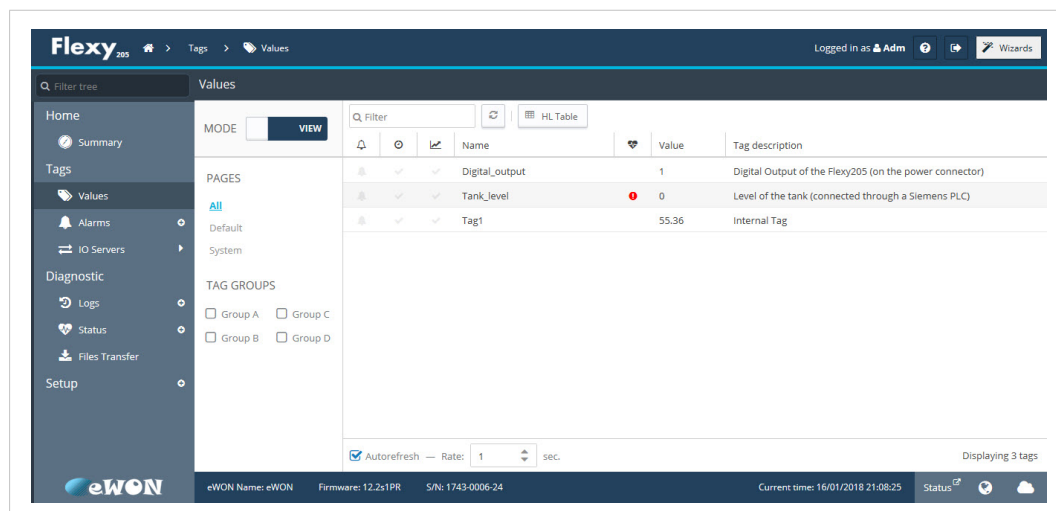 Flexy 205 > Tags > Values
Logged in as Adm
Wizards
Filter tree
Values
Home
Summary
Tags
Values
Alarms
IO Servers
Diagnostic
Logs
Status
Files Transfer
Setup
MODE VIEW
PAGES
All
Default
System
TAG GROUPS
Group A Group C
Group B Group D
Filter HL Table
Name Value Tag description
Digital_output 1 Digital Output of the Flexy205 (on the power connector)
Tank_level 0 Level of the tank (connected through a Siemens PLC)
Tag1 55.36 Internal Tag
Autorefresh — Rate: 1 sec.
Displaying 3 tags
eWON
eWON Name: eWON Firmware: 12.2s1PR S/N: 1743-0006-24 Current time: 16/01/2018 21:08:25 Status